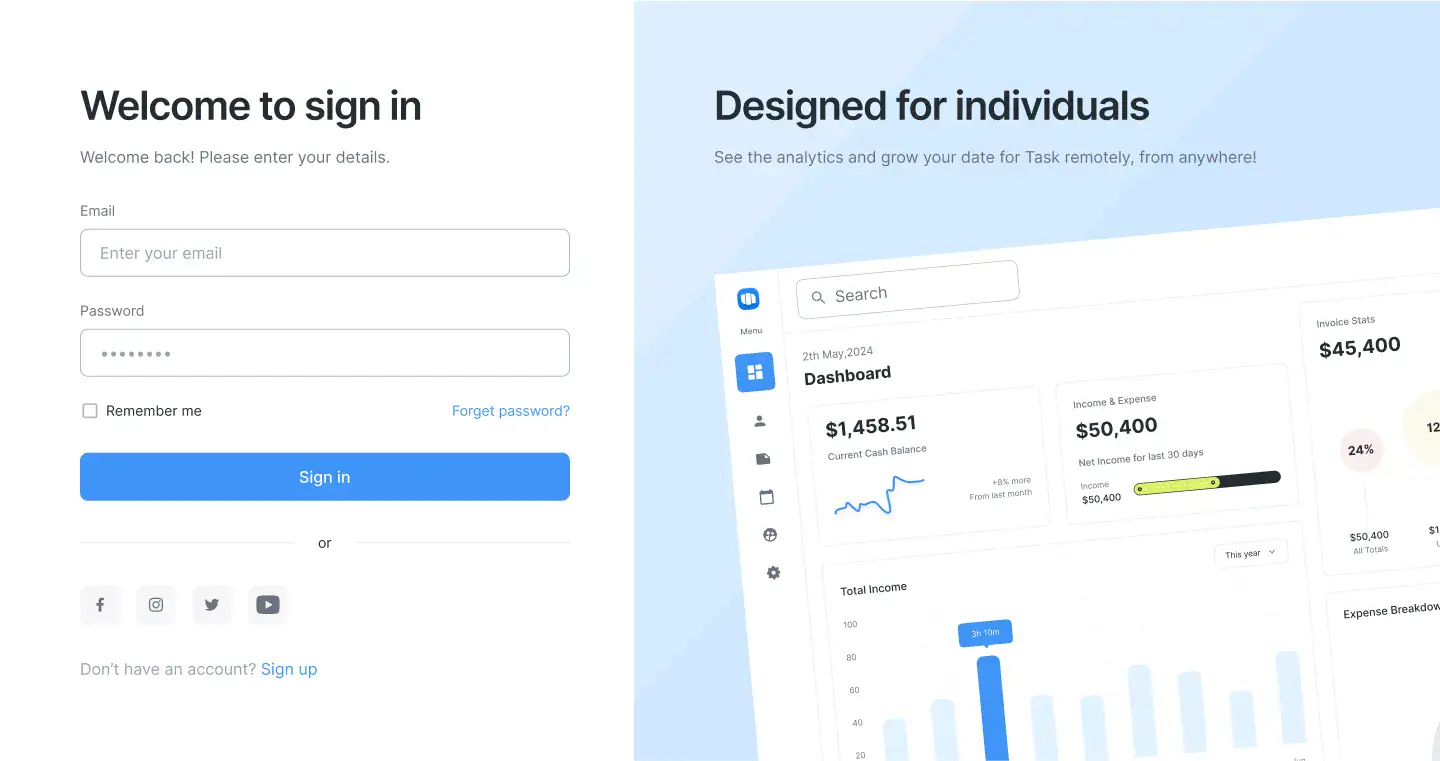 Welcome to sign in
Welcome back! Please enter your details.
Email
Enter your email
Password
Remember me
Forget password?
Sign in
or
Don't have an account? Sign up
Designed for individuals
See the analytics and grow your date for Task remotely, from anywhere!
Menu
Search
2th May,2024
Dashboard
$1,458.51
Current Cash Balance
+8% more
From last month
Income & Expense
$50,400
Net Income for last 30 days
Income
$50,400
Invoice Stats
$45,400
24%
12
$50,400
All Totals
$1
Total Income
This year
100
80
60
40
20
3h 10m
Expense Breakdow